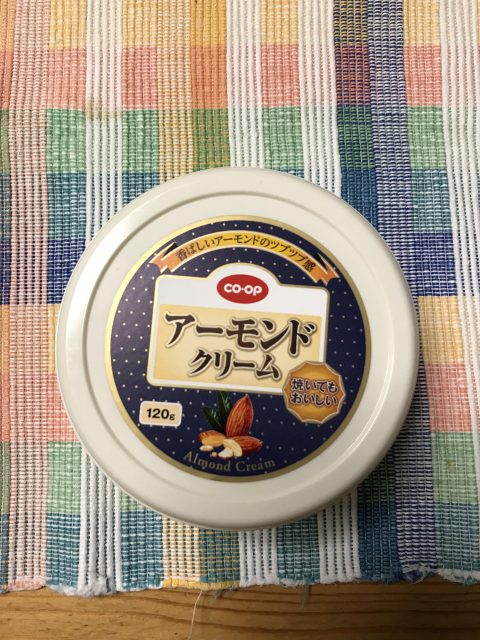 香ばしいアーモンドのツブツブ感
CO·OP
アーモンド
クリーム
焼いても
おいしい
120g
Almond Cream